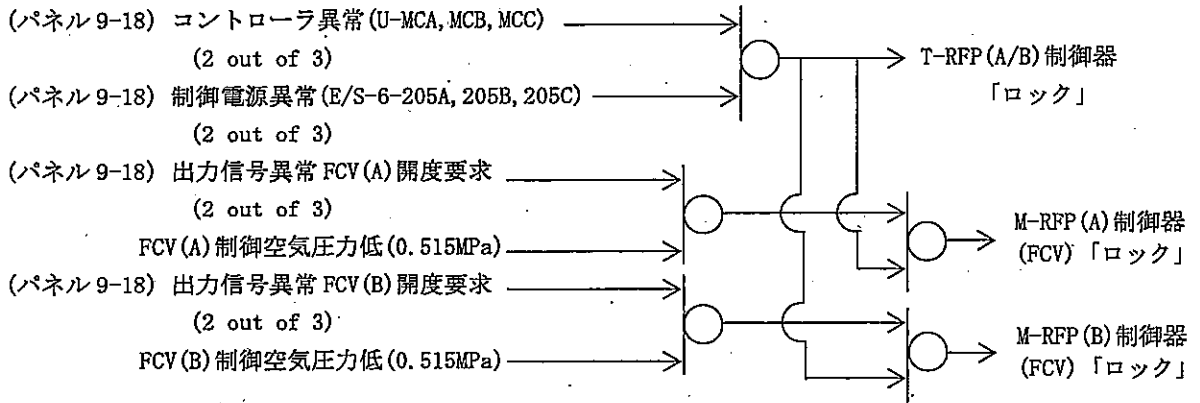 (パネル 9-18) コントローラ異常(U-MCA, MCB, MCC)
(2 out of 3)
(パネル 9-18) 制御電源異常(E/S-6-205A, 205B, 205C)
(2 out of 3)
(パネル 9-18) 出力信号異常 FCV(A)開度要求
(2 out of 3)
FCV(A)制御空気圧力低(0.515MPa)
(パネル 9-18) 出力信号異常 FCV(B)開度要求
(2 out of 3)
FCV(B)制御空気圧力低(0.515MPa)
T-RFP(A/B)制御器
「ロック」
M-RFP(A)制御器
(FCV)「ロック」
M-RFP(B)制御器
(FCV)「ロック」